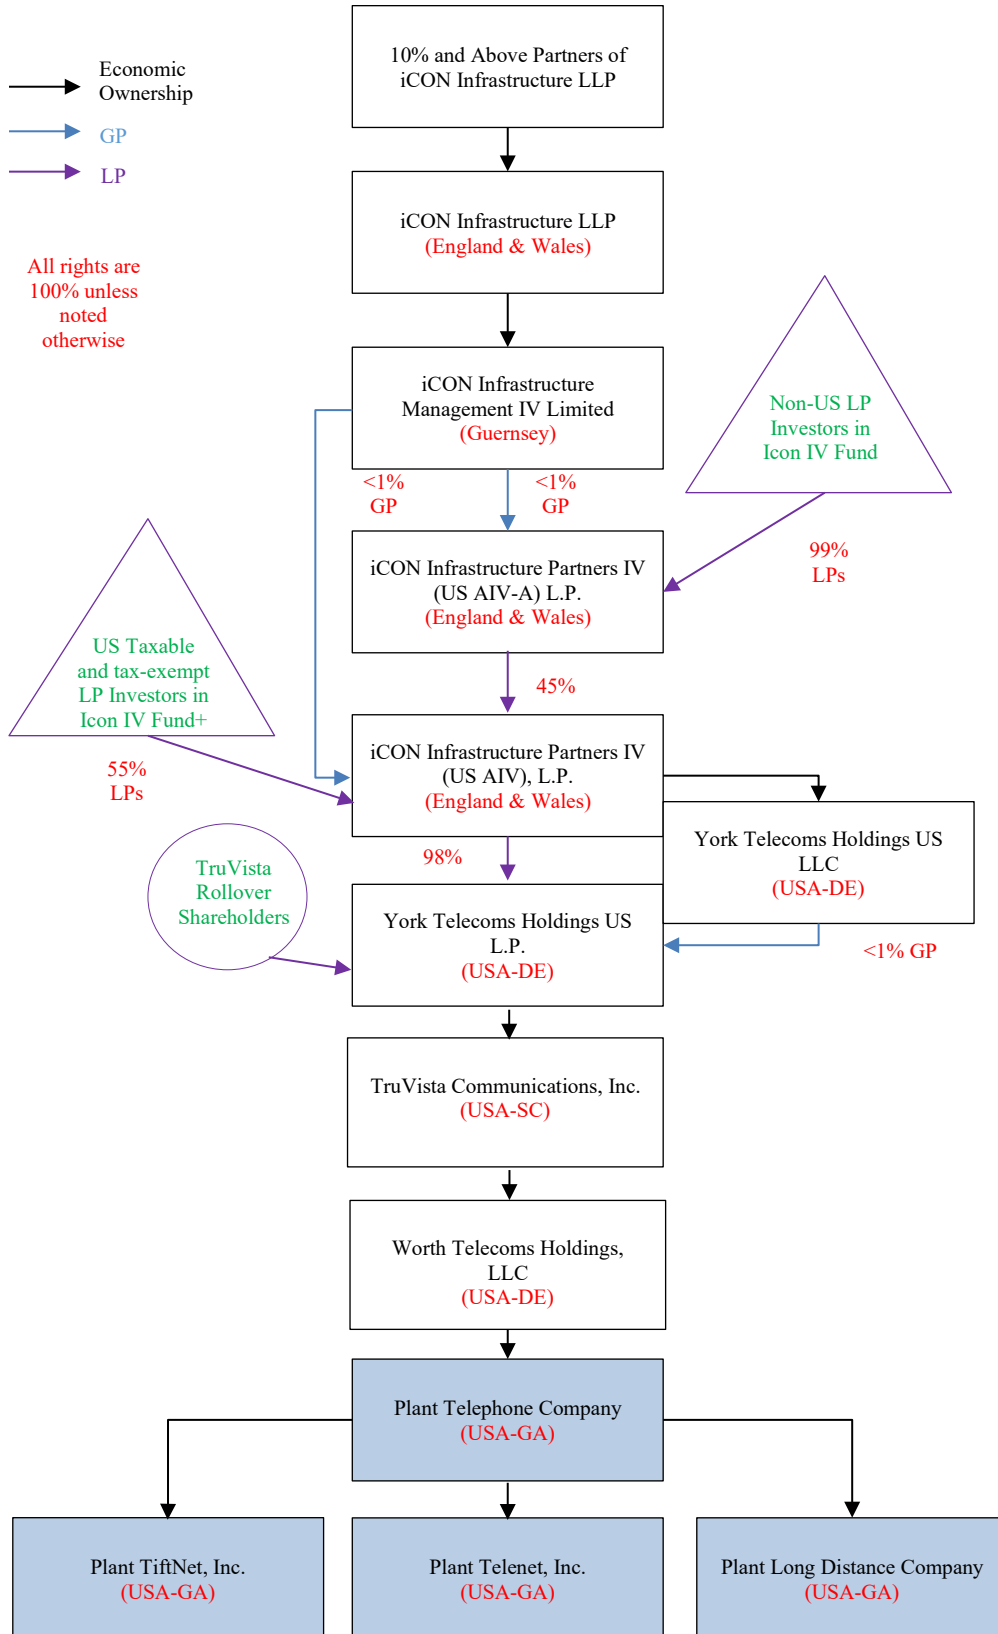 10% and Above Partners of
iCON Infrastructure LLP
Economic
Ownership
GP
LP
iCON Infrastructure LLP
(England & Wales)
All rights are
100% unless
noted
otherwise
iCON Infrastructure
Management IV Limited
(Guernsey)
Non-US LP
Investors in
Icon IV Fund
<1%
GP
<1%
GP
99%
LPs
iCON Infrastructure Partners IV
(US AIV-A) L.P.
(England & Wales)
US Taxable
and tax-exempt
LP Investors in
Icon IV Fund+
45%
55%
LPs
iCON Infrastructure Partners IV
(US AIV), L.P.
(England & Wales)
York Telecoms Holdings US
LLC
(USA-DE)
98%
TruVista
Rollover
Shareholders
York Telecoms Holdings US
L.P.
(USA-DE)
<1% GP
TruVista Communications, Inc.
(USA-SC)
Worth Telecoms Holdings,
LLC
(USA-DE)
Plant Telephone Company
(USA-GA)
Plant TiftNet, Inc.
(USA-GA)
Plant Telenet, Inc.
(USA-GA)
Plant Long Distance Company
(USA-GA)